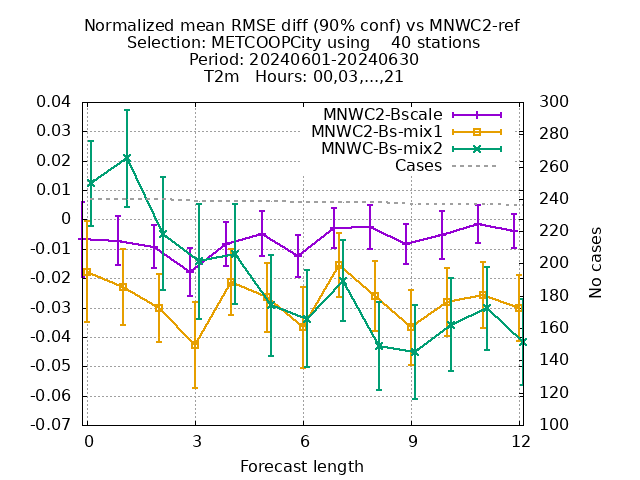 Normalized mean RMSE diff (90% conf) vs MNWC2-ref
Selection: METCOOPCity using    40 stations
Period: 20240601-20240630
T2m   Hours: 00,03,...,21
MNWC2-Bscale
MNWC2-Bs-mix1
MNWC-Bs-mix2
Cases
0.04
0.03
0.02
0.01
0
-0.01
-0.02
-0.03
-0.04
-0.05
-0.06
-0.07
300
280
260
240
220
200
180
160
140
120
100
No cases
0 3 6 9 12
Forecast length